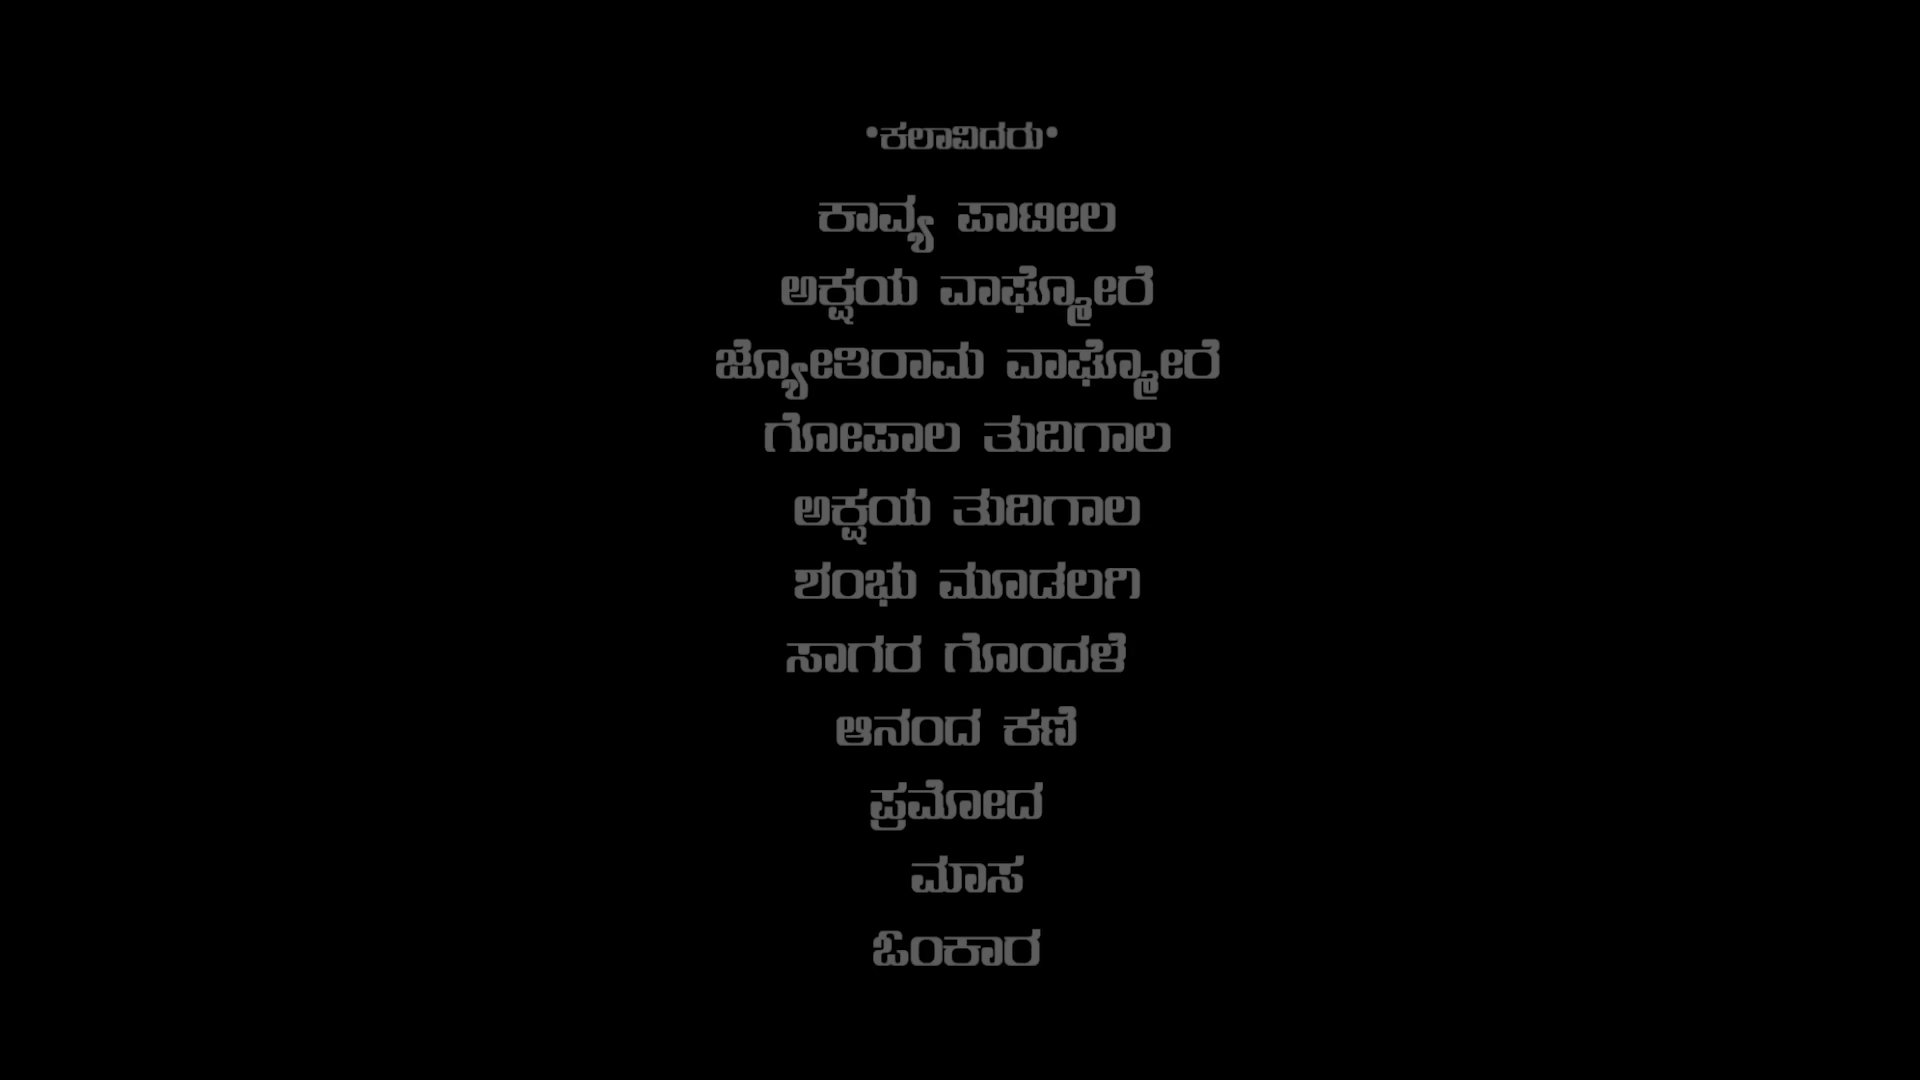 •ಕಲಾವಿದರು•
ಕಾವ್ಯ ಪಾಟೀಲ
ಅಕ್ಷಯ ವಾಘ್ಮೋರೆ
ಜ್ಯೋತಿರಾಮ ವಾಘ್ಮೋರೆ
ಗೋಪಾಲ ತುದಿಗಾಲ
ಅಕ್ಷಯ ತುದಿಗಾಲ
ಶಂಭು ಮೂಡಲಗಿ
ಸಾಗರ ಗೊಂದಳೆ
ಆನಂದ ಕಣಿ
ಪ್ರಮೋದ
ಮಾಸ
ಓಂಕಾರ